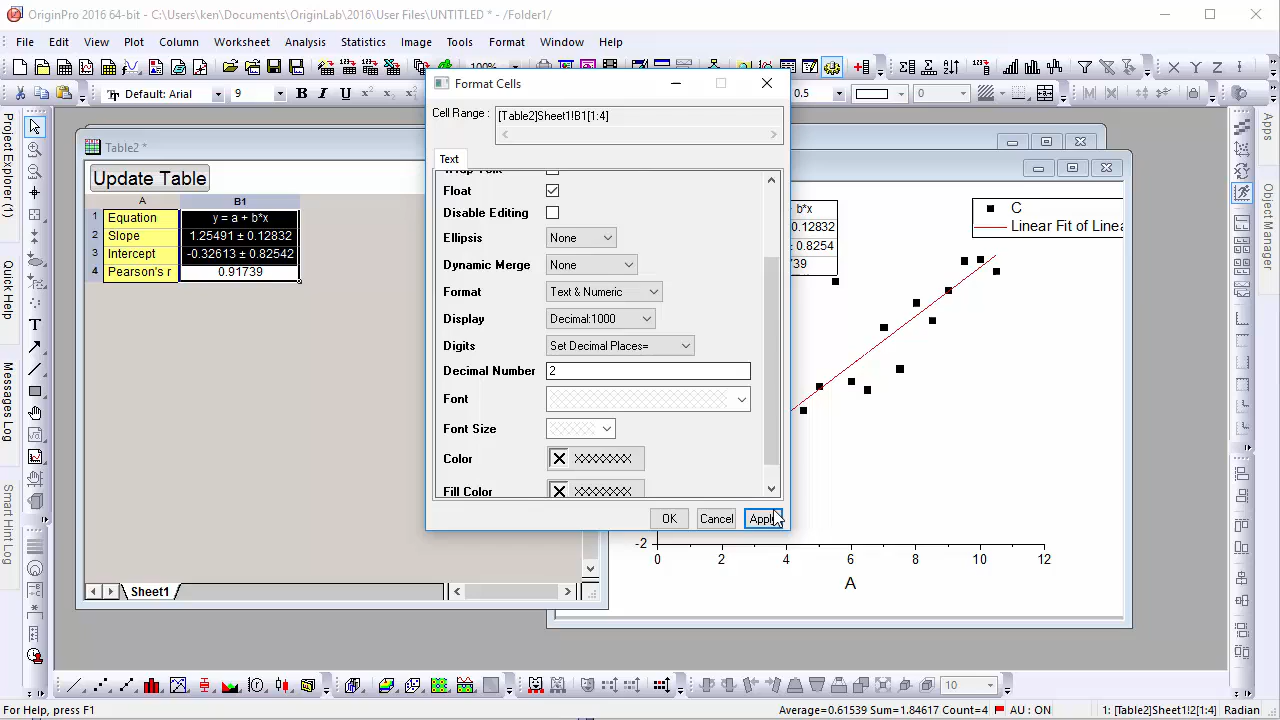 OriginPro 2016 64-bit - C:\Users\ken\Documents\OriginLab\2016\User Files\UNTITLED * - /Folder1/
File Edit View Plot Column Worksheet Analysis Statistics Image Tools Format Window Help
100%
Default: Arial 9 B I U 0.5 0
Project Explorer (1)
Quick Help
Messages Log
Smart Hint Log
Object Manager
Table2 *
Update Table
A B1
1 Equation y = a + b*x
2 Slope 1.25491 ± 0.12832
3 Intercept -0.32613 ± 0.82542
4 Pearson's r 0.91739
Sheet1
Format Cells
Cell Range : [Table2]Sheet1!B1[1:4]
Text
Float
Disable Editing
Ellipsis None
Dynamic Merge None
Format Text & Numeric
Display Decimal:1000
Digits Set Decimal Places=
Decimal Number 2
Font
Font Size
Color
Fill Color
OK Cancel Apply
b*x
0.12832
± 0.8254
739
C
Linear Fit of Linea
-2
0 2 4 6 8 10 12
A
10
For Help, press F1
Average=0.61539 Sum=1.84617 Count=4 AU : ON 1: [Table2]Sheet1!2[1:4] Radian